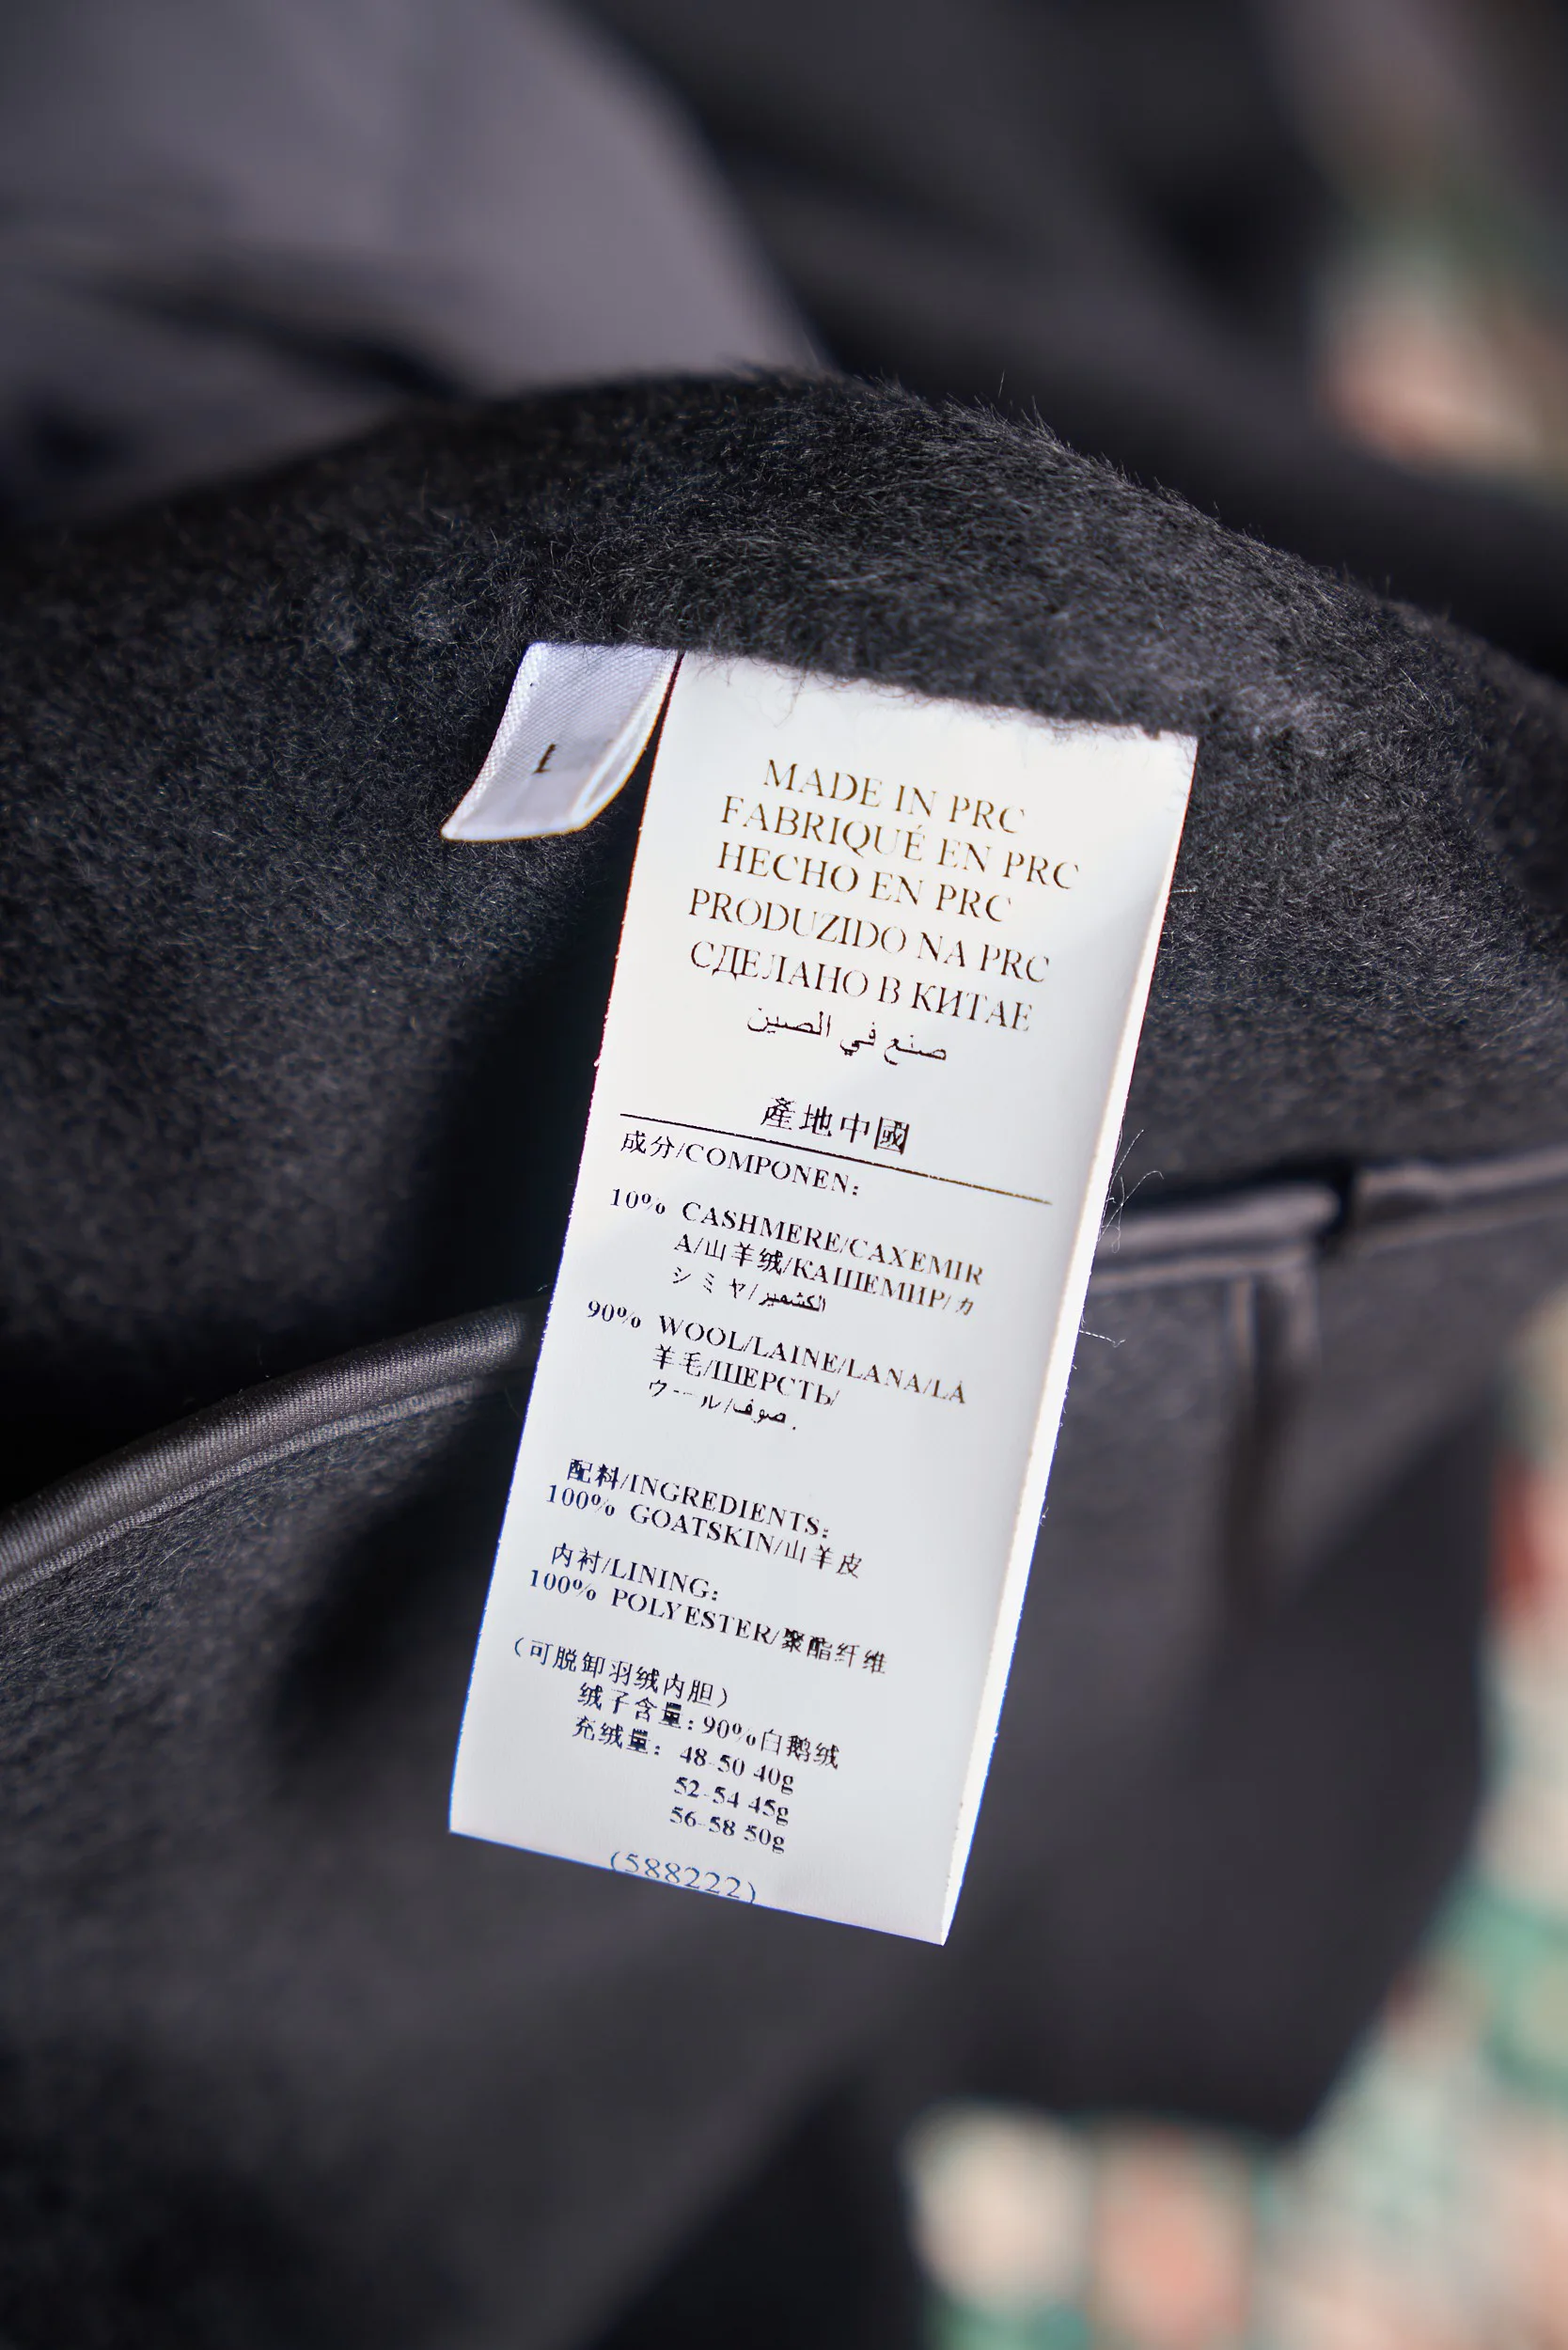 L
MADE IN PRC
FABRIQUÉ EN PRC
HECHO EN PRC
PRODUZIDO NA PRC
СДЕЛАНО В КИТАЕ
صنع في الصين
產地中國
成分/COMPONEN:
10% CASHMERE/CAXEMIR
A/山羊绒/КАШЕМИР/カ
シミヤ/الكشمير
90% WOOL/LAINE/LANA/LÃ
羊毛/ШЕРСТЬ/
ウール/صوف.
配料/INGREDIENTS:
100% GOATSKIN/山羊皮
内衬/LINING:
100% POLYESTER/聚酯纤维
(可脱卸羽绒内胆)
绒子含量: 90%白鹅绒
充绒量: 48-50 40g
52-54 45g
56-58 50g
(588222)